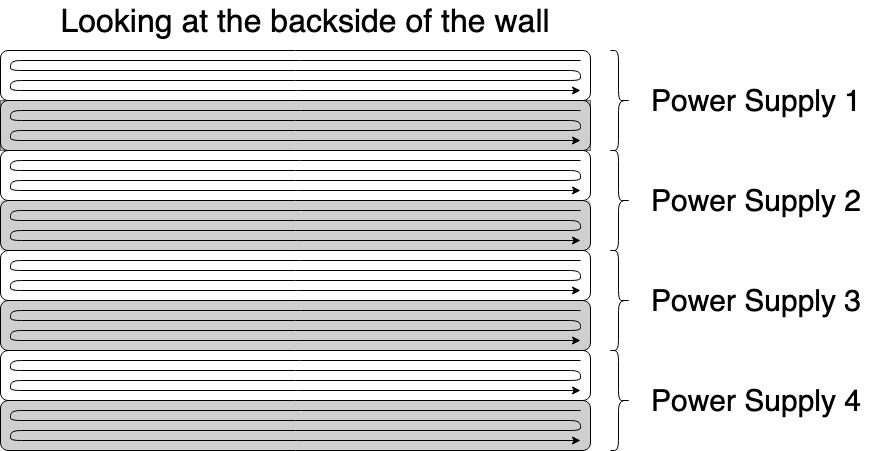 Looking at the backside of the wall
Power Supply 1
Power Supply 2
Power Supply 3
Power Supply 4